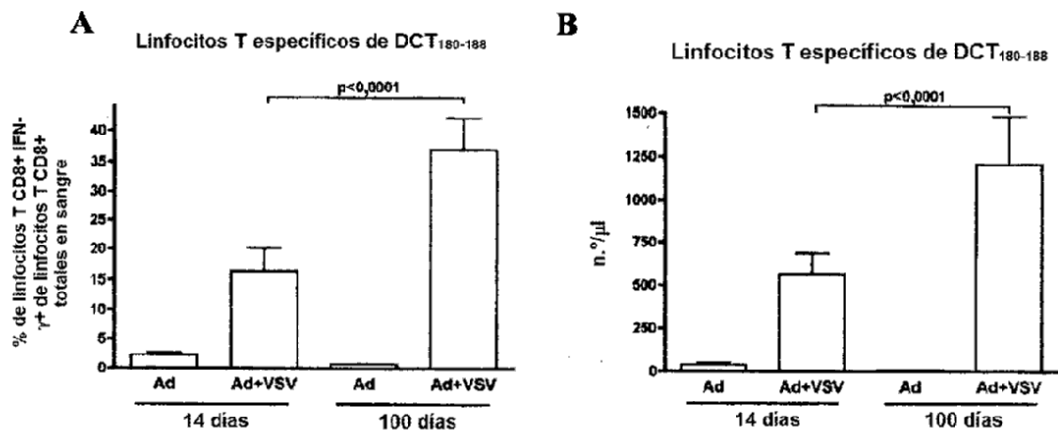 A
Linfocitos T específicos de DCT180-188
p<0,0001
% de linfocitos T CD8+ IFN-
γ+ de linfocitos T CD8+
totales en sangre
40
35
30
25
20
15
10
5
0
Ad
Ad+VSV
Ad
Ad+VSV
14 días
100 días
B
Linfocitos T específicos de DCT180-188
p<0,0001
n.º/µl
1500
1250
1000
750
500
250
0
Ad
Ad+VSV
Ad
Ad+VSV
14 días
100 días